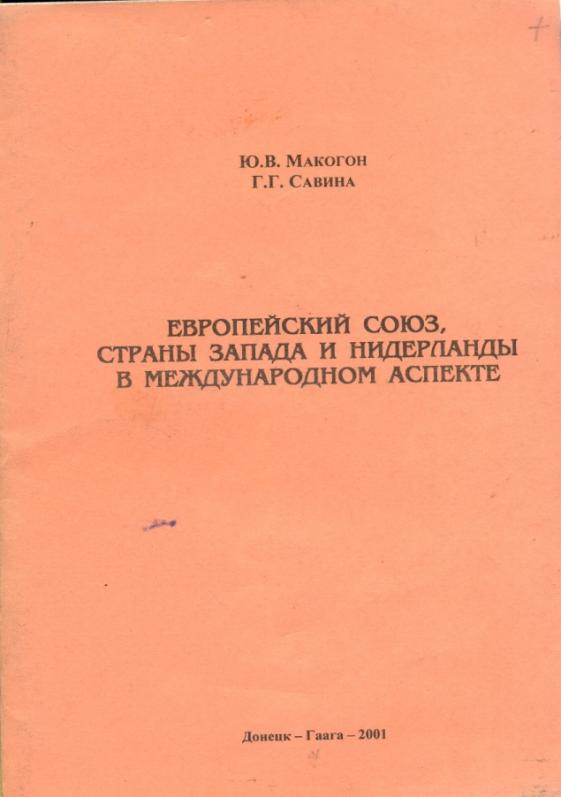 Ю.В. Макогон
Г.Г. Савина
ЕВРОПЕЙСКИЙ СОЮЗ,
СТРАНЫ ЗАПАДА И НИДЕРЛАНДЫ
В МЕЖДУНАРОДНОМ АСПЕКТЕ
Донецк – Гаага – 2001